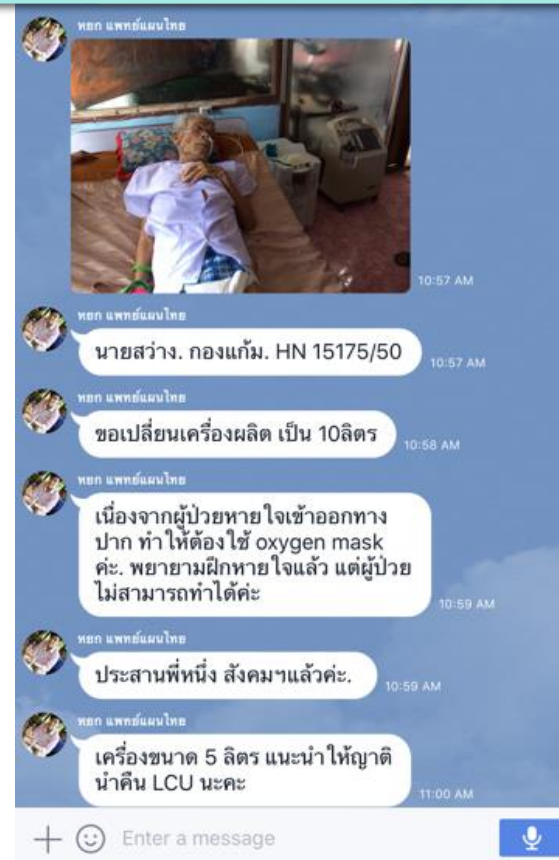 หยก แพทย์แผนไทย
10:57 AM
หยก แพทย์แผนไทย
นายสว่าง. กองแก้ม. HN 15175/50
10:57 AM
หยก แพทย์แผนไทย
ขอเปลี่ยนเครื่องผลิต เป็น 10ลิตร
10:58 AM
หยก แพทย์แผนไทย
เนื่องจากผู้ป่วยหายใจเข้าออกทาง
ปาก ทำให้ต้องใช้ oxygen mask
ค่ะ. พยายามฝึกหายใจแล้ว แต่ผู้ป่วย
ไม่สามารถทำได้ค่ะ
10:59 AM
หยก แพทย์แผนไทย
ประสานพี่หนึ่ง สังคมฯแล้วค่ะ.
10:59 AM
หยก แพทย์แผนไทย
เครื่องขนาด 5 ลิตร แนะนำให้ญาติ
นำคืน LCU นะคะ
11:00 AM
Enter a message